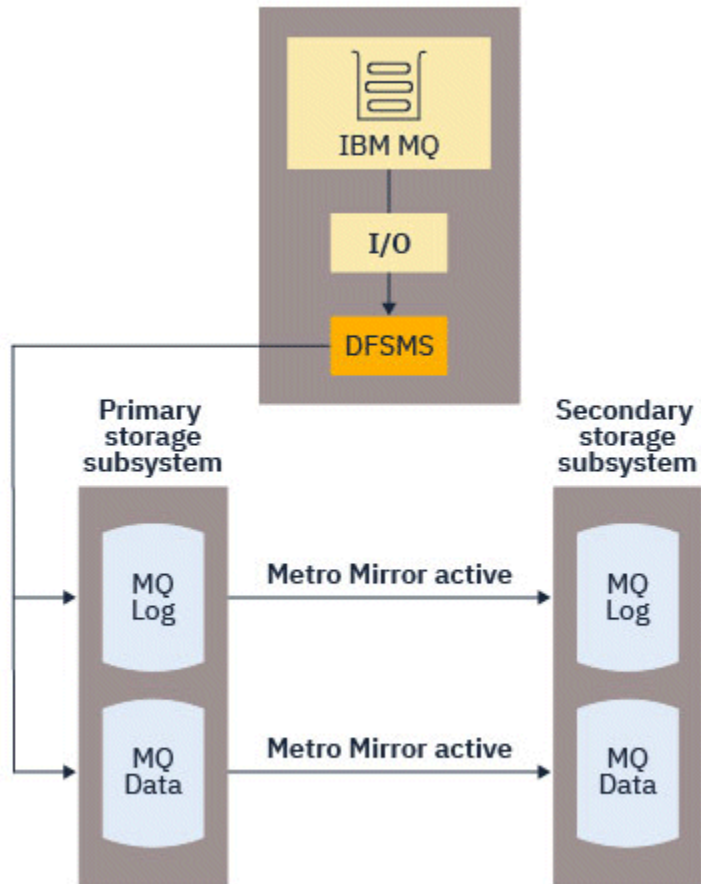 IBM MQ
I/O
DFSMS
Primary
storage
subsystem
Secondary
storage
subsystem
MQ
Log
Metro Mirror active
MQ
Log
MQ
Data
Metro Mirror active
MQ
Data